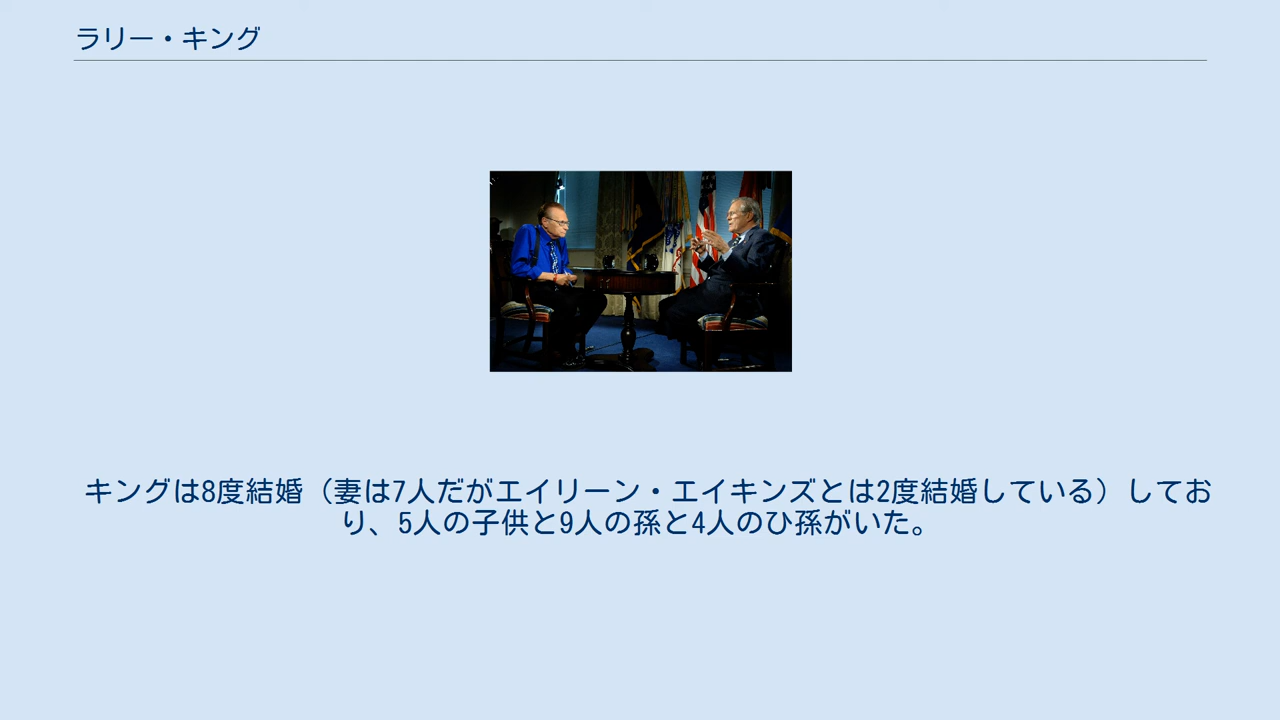 ラリー・キング
キングは8度結婚（妻は7人だがエイリーン・エイキンズとは2度結婚している）してお
り、5人の子供と9人の孫と4人のひ孫がいた。